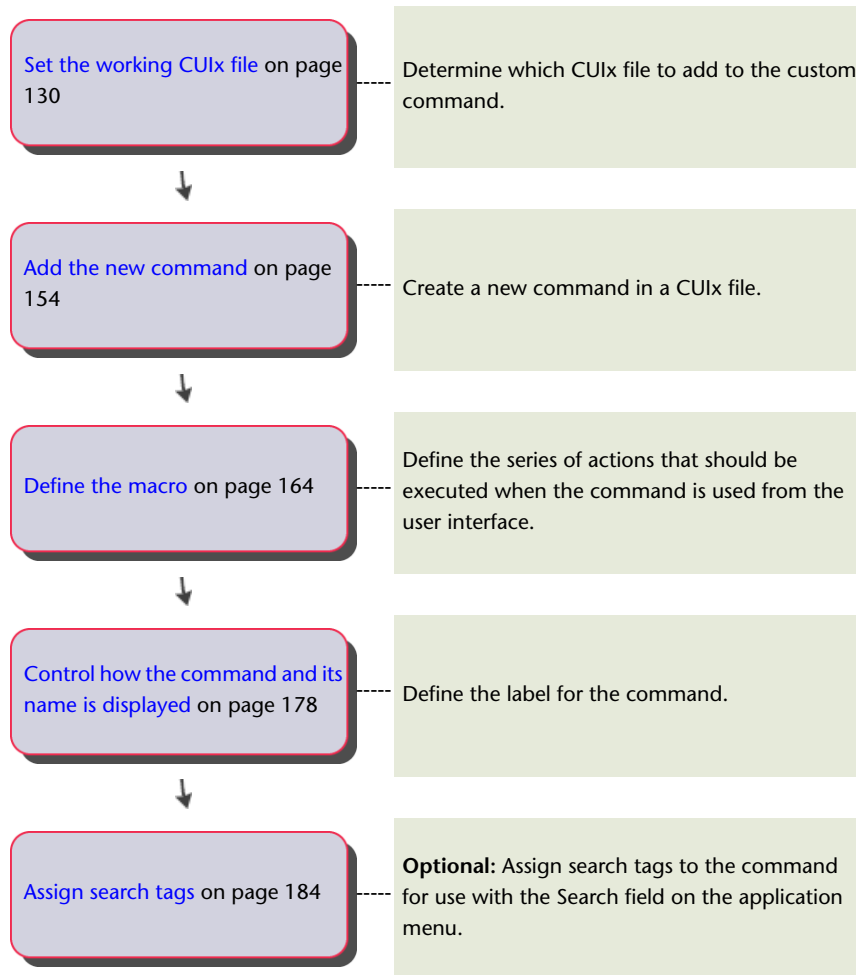 Set the working CUIx file on page
130
Determine which CUIx file to add to the custom
command.
Add the new command on page
154
Create a new command in a CUIx file.
Define the macro on page 164
Define the series of actions that should be
executed when the command is used from the
user interface.
Control how the command and its
name is displayed on page 178
Define the label for the command.
Assign search tags on page 184
Optional: Assign search tags to the command
for use with the Search field on the application
menu.